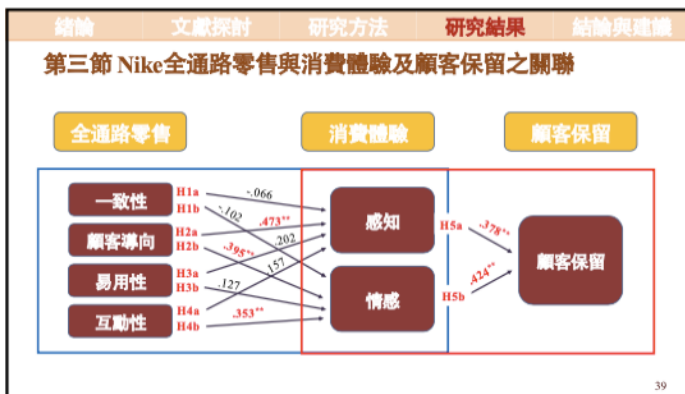 緒論 文獻探討 研究方法 研究結果 結論與建議
第三節 Nike全通路零售與消費體驗及顧客保留之關聯
全通路零售 消費體驗 顧客保留
一致性
顧客導向
易用性
互動性
H1a
H1b
H2a
H2b
H3a
H3b
H4a
H4b
-.066
-.102
.473**
.395**
.202
.157
.127
.353**
感知
情感
H5a
H5b
.378**
.424**
顧客保留
39